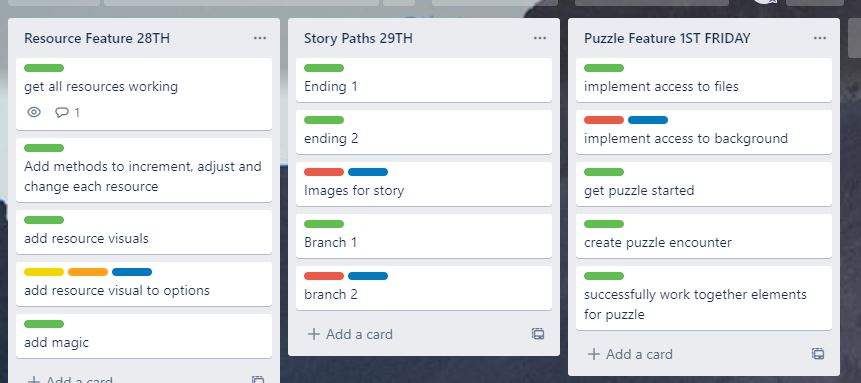 Resource Feature 28TH
get all resources working
1
Add methods to increment, adjust and
change each resource
add resource visuals
add resource visual to options
add magic
Add a card
Story Paths 29TH
Ending 1
ending 2
Images for story
Branch 1
branch 2
+ Add a card
Puzzle Feature 1ST FRIDAY
implement access to files
implement access to background
get puzzle started
create puzzle encounter
successfully work together elements
for puzzle
+ Add a card